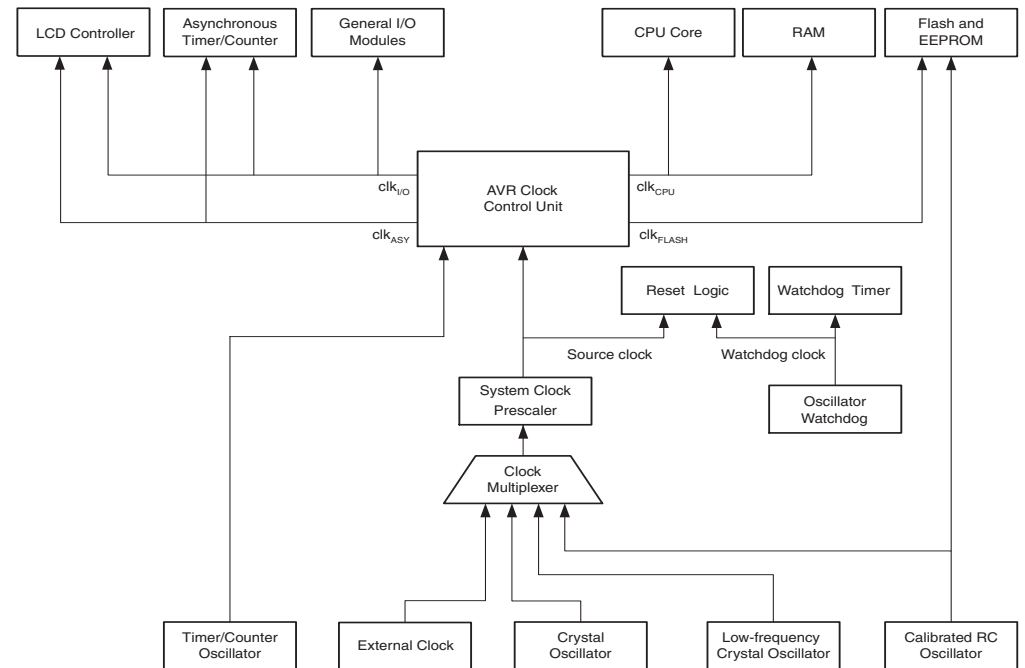 LCD Controller
Asynchronous
Timer/Counter
General I/O
Modules
CPU Core
RAM
Flash and
EEPROM
clkI/O
AVR Clock
Control Unit
clkCPU
clkASY
clkFLASH
Reset Logic
Watchdog Timer
Source clock
Watchdog clock
System Clock
Prescaler
Oscillator
Watchdog
Clock
Multiplexer
Timer/Counter
Oscillator
External Clock
Crystal
Oscillator
Low-frequency
Crystal Oscillator
Calibrated RC
Oscillator